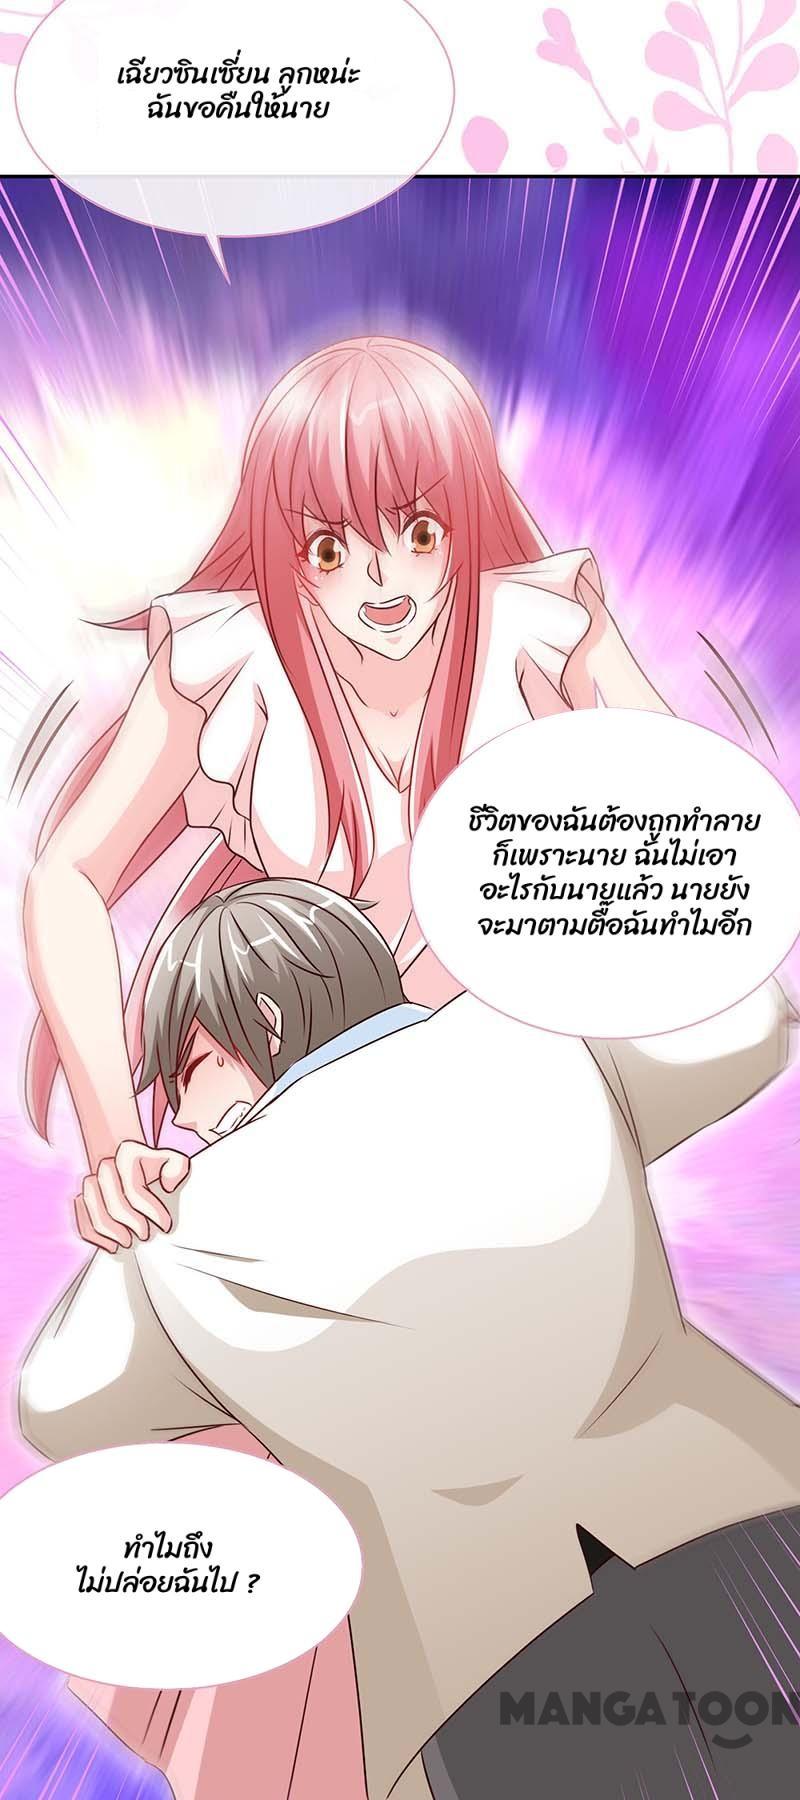 เฉียวซินเซี่ยน ลูกหน่ะ
ฉันขอคืนให้นาย
ชีวิตของฉันต้องถูกทำลาย
ก็เพราะนาย ฉันไม่เอา
อะไรกับนายแล้ว นายยัง
จะมาตามตื๊อฉันทำไมอีก
ทำไมถึง
ไม่ปล่อยฉันไป ?
MANGATOON